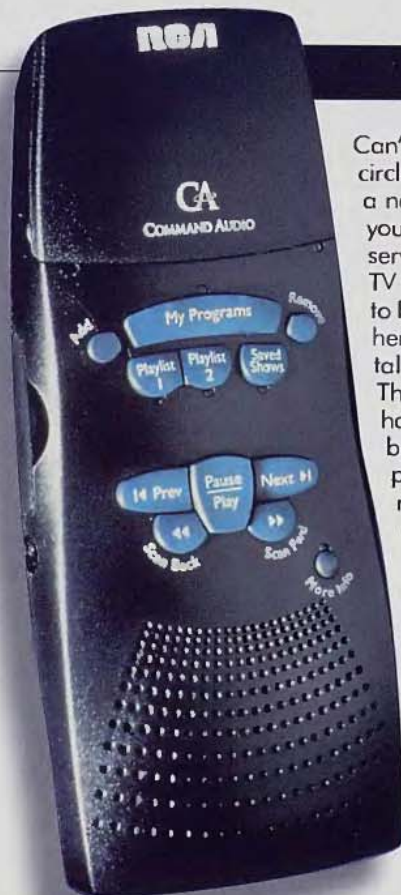 RCA
CA
COMMAND AUDIO
Add
My Programs
Remove
Playlist 1
Playlist 2
Saved Shows
|◀ Prev
Pause
Play
Next ▶|
◀◀
▶▶
Scan Back
Scan Fwd
More Info
Can'
circl
a n
you
serv
TV
to b
her
tal
Th
ha
b
p
r